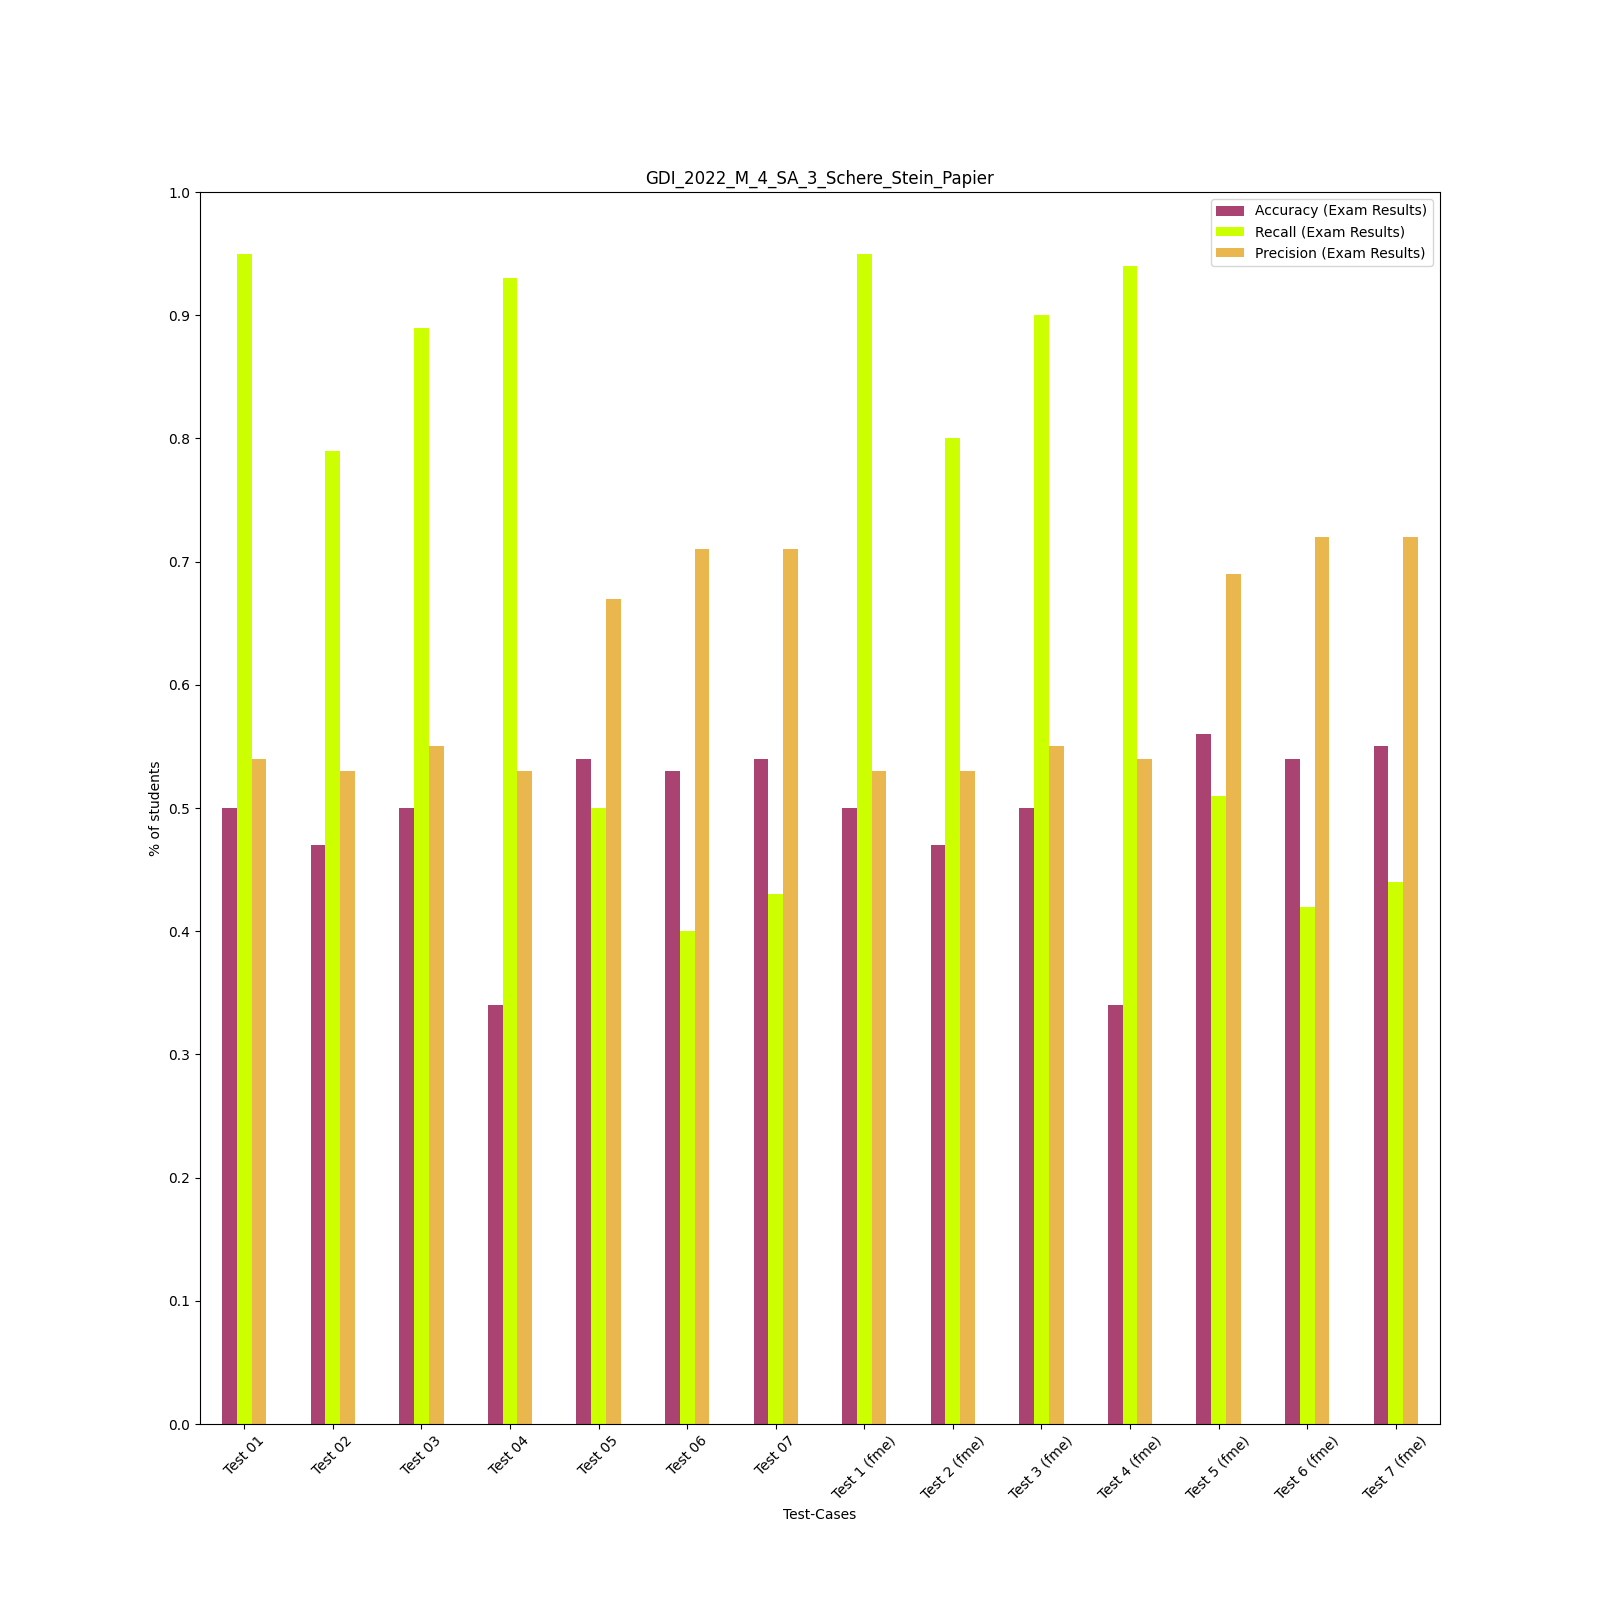 GDI_2022_M_4_SA_3_Schere_Stein_Papier
Accuracy (Exam Results)
Recall (Exam Results)
Precision (Exam Results)
% of students
1.0
0.9
0.8
0.7
0.6
0.5
0.4
0.3
0.2
0.1
0.0
Test 01
Test 02
Test 03
Test 04
Test 05
Test 06
Test 07
Test 1 (fme)
Test 2 (fme)
Test 3 (fme)
Test 4 (fme)
Test 5 (fme)
Test 6 (fme)
Test 7 (fme)
Test-Cases